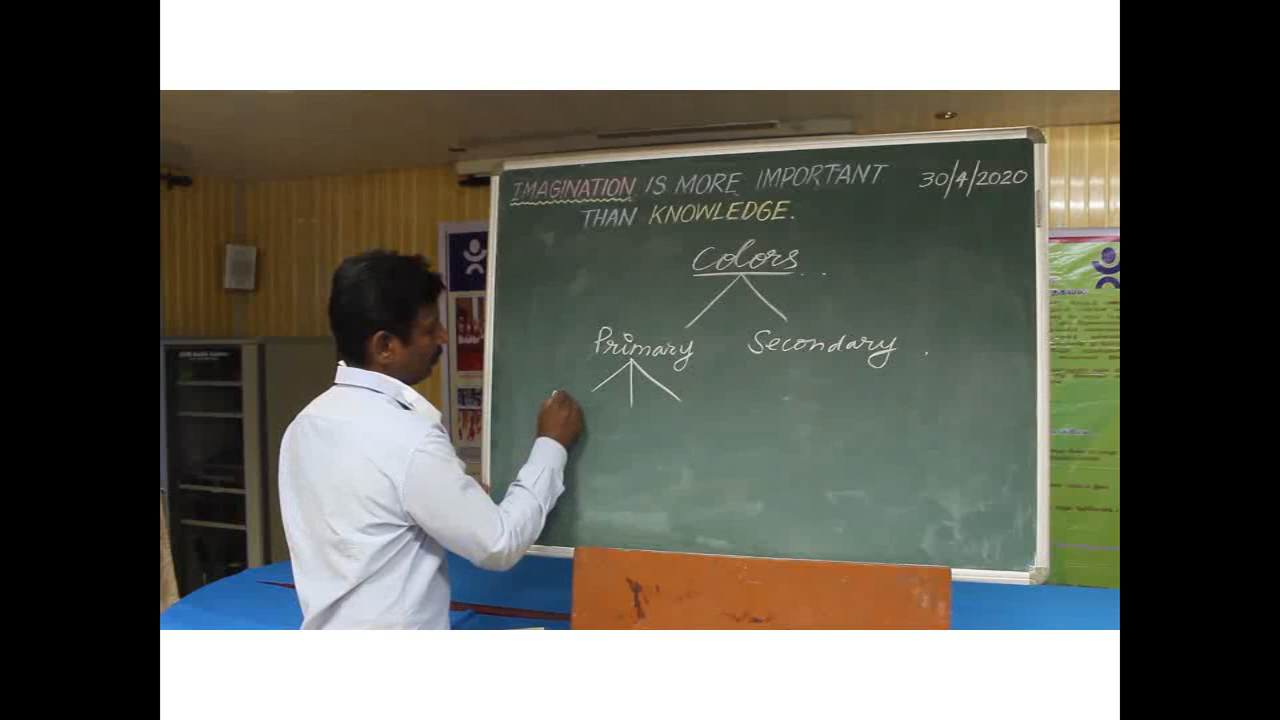 IMAGINATION IS MORE IMPORTANT
THAN KNOWLEDGE.
30/4/2020
Colors...
Primary
Secondary.